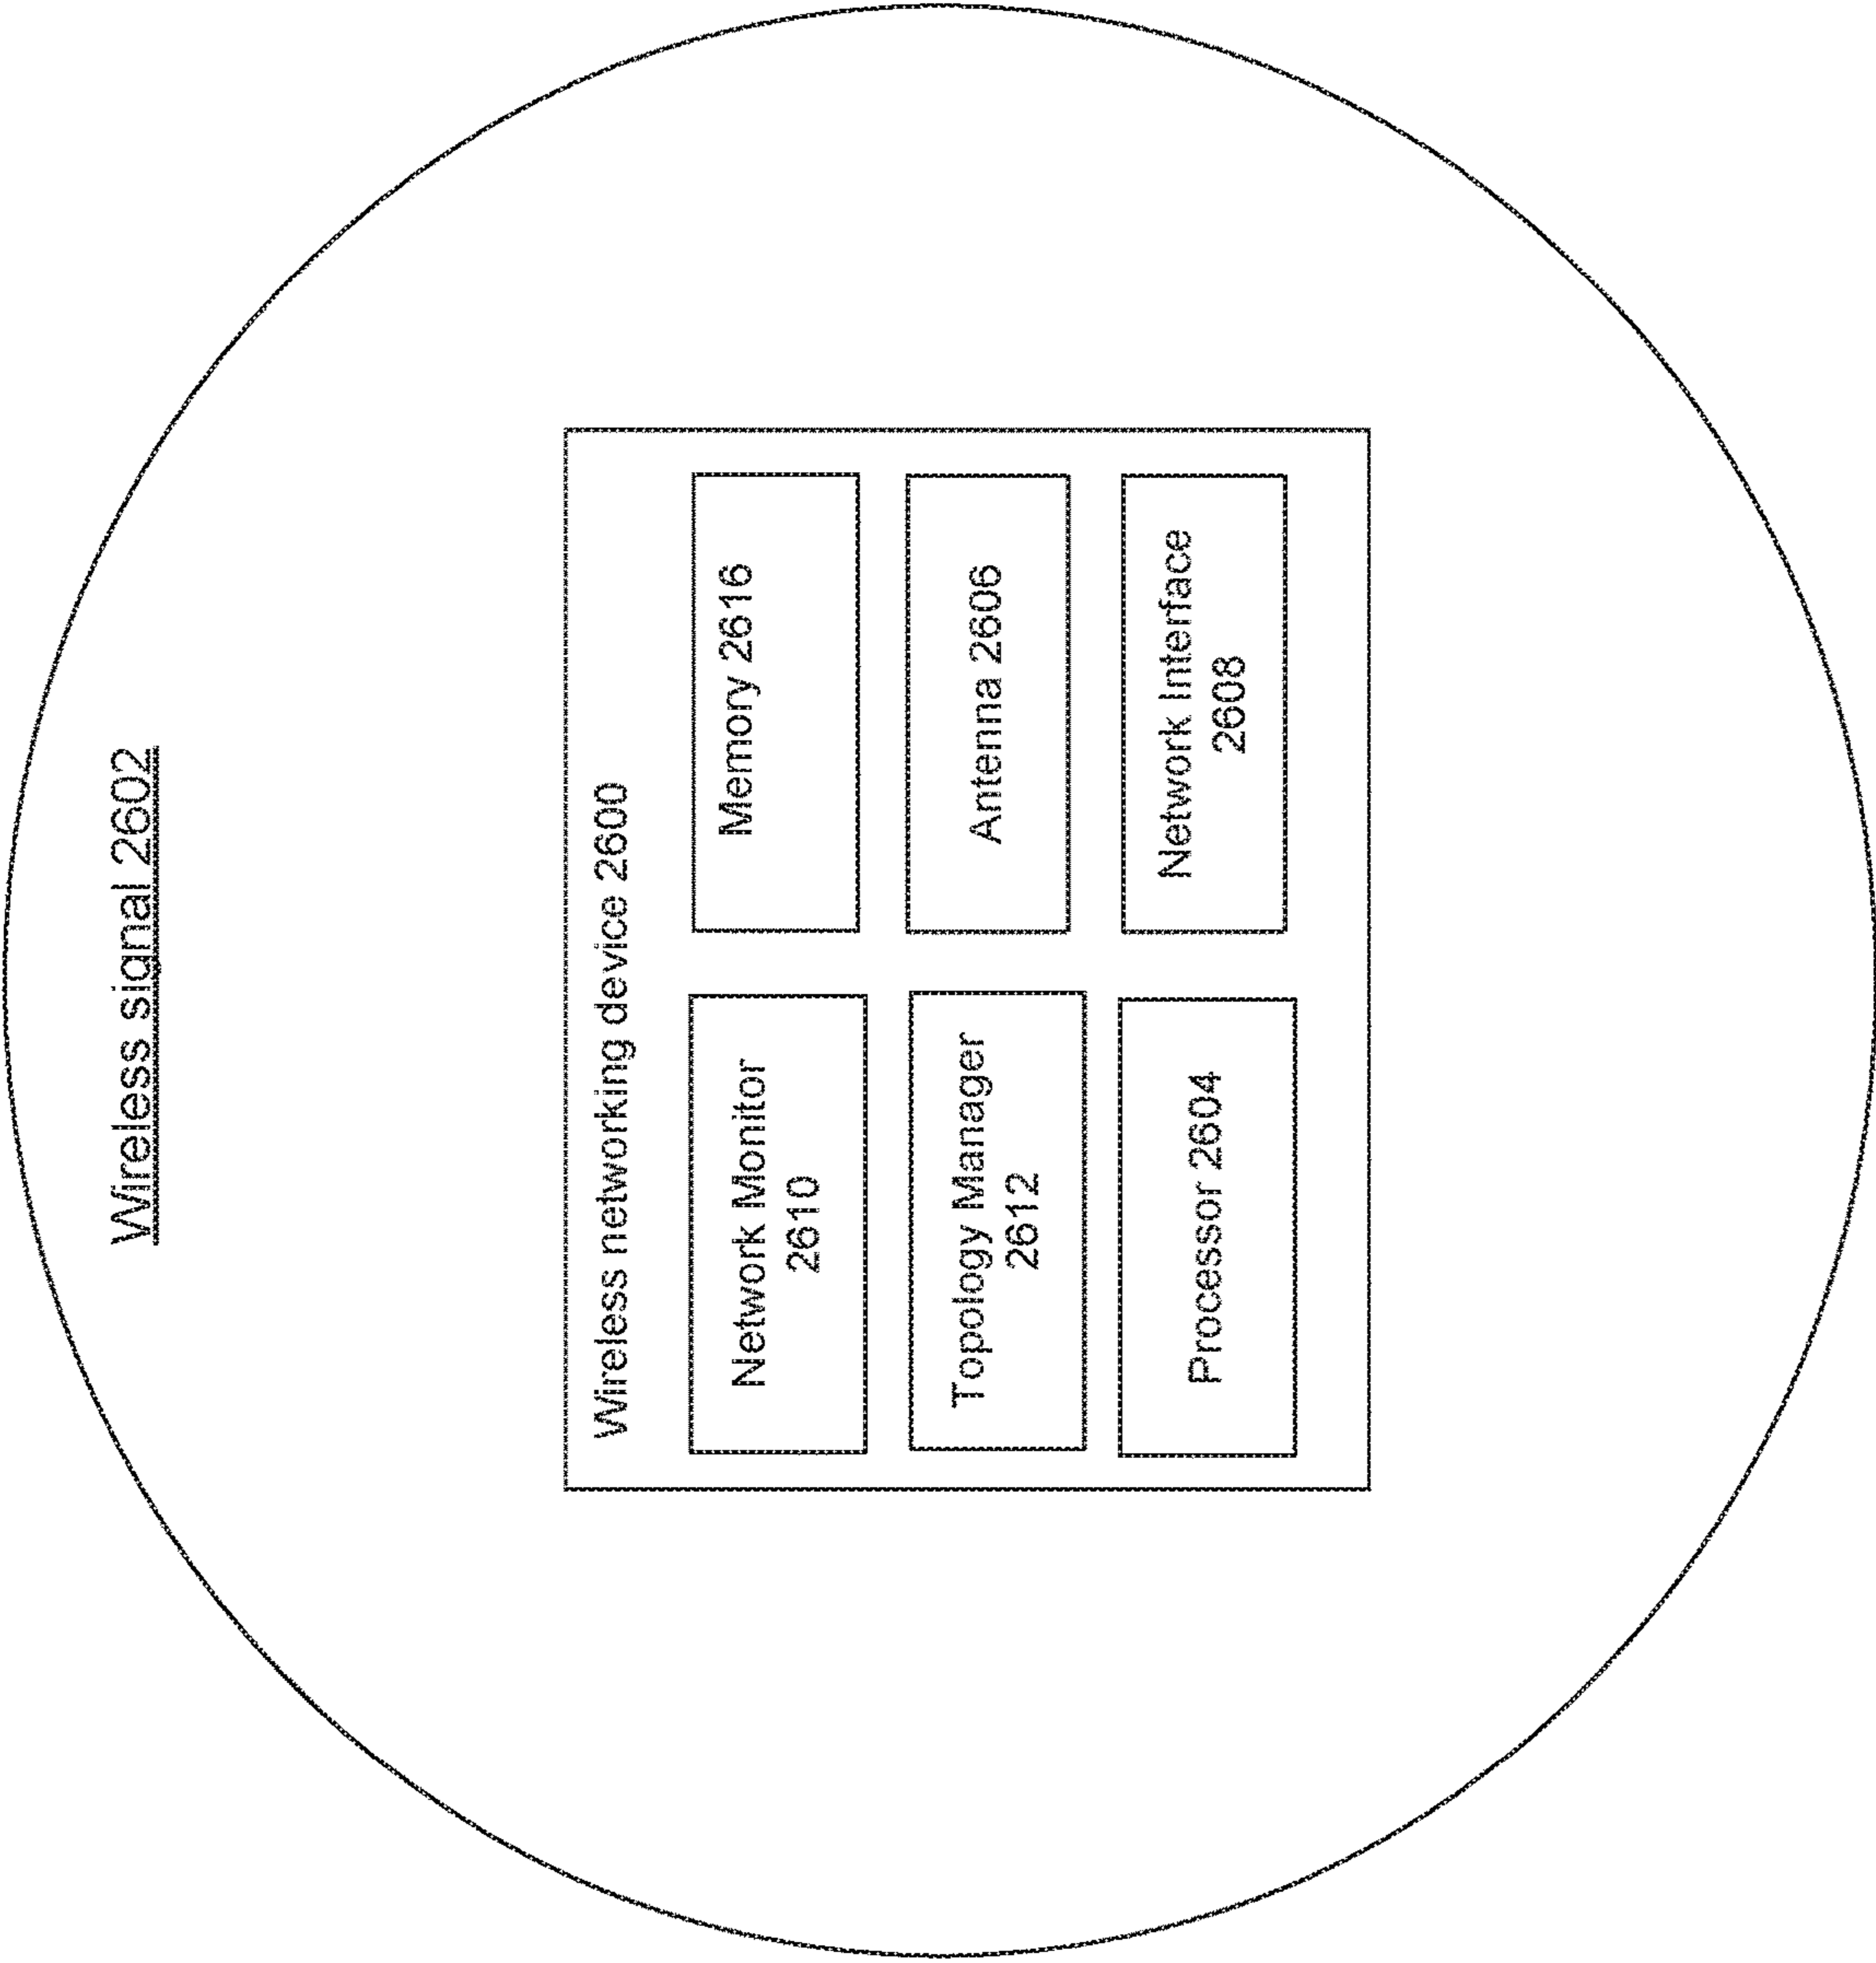 Wireless signal 2602
Wireless networking device 2600
Network Monitor
2610
Memory 2616
Topology Manager
2612
Antenna 2606
Processor 2604
Network Interface
2608